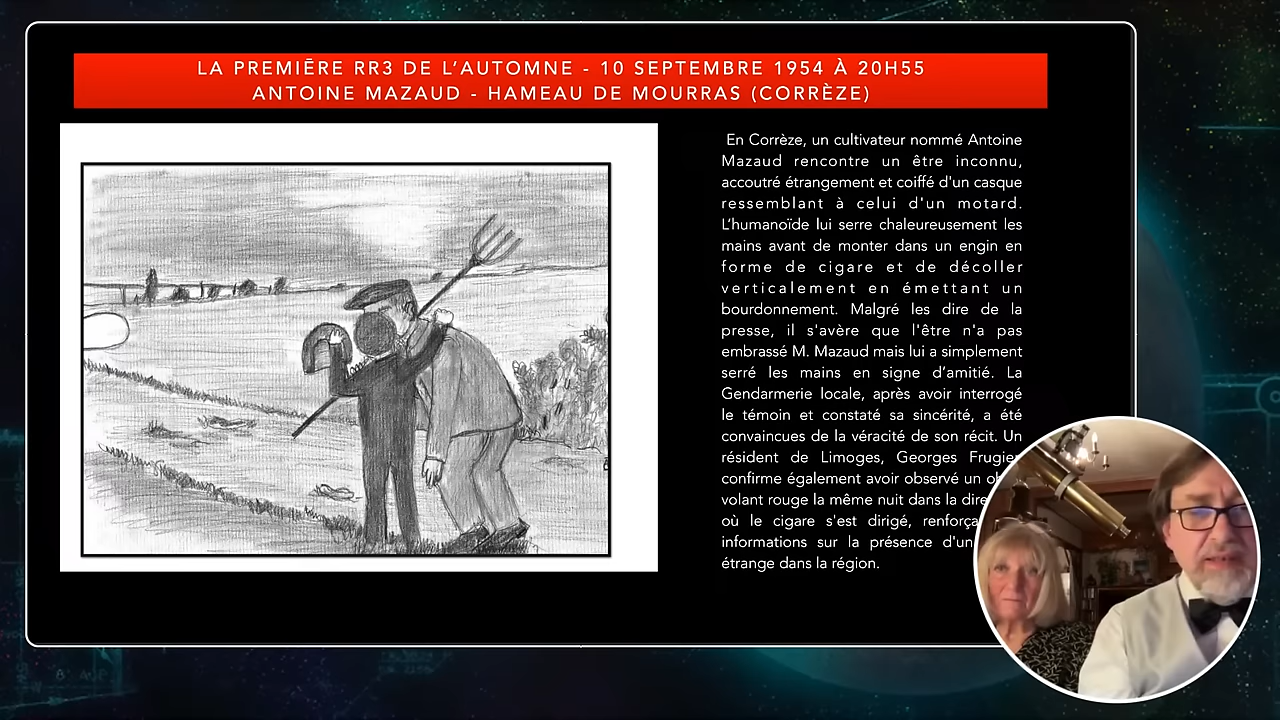 LA PREMIĒRE RR3 DE L'AUTOMNE - 10 SEPTEMBRE 1954 À 20H55
ANTOINE MAZAUD - HAMEAU DE MOURRAS (CORRÈZE)
En Corrèze, un cultivateur nommé Antoine
Mazaud rencontre un être inconnu,
accoutré étrangement et coiffé d'un casque
ressemblant à celui d'un motard.
L'humanoïde lui serre chaleureusement les
mains avant de monter dans un engin en
forme de cigare et de décoller
verticalement en émettant un
bourdonnement. Malgré les dire de la
presse, il s'avère que l'être n'a pas
embrassé M. Mazaud mais lui a simplement
serré les mains en signe d'amitié. La
Gendarmerie locale, après avoir interrogé
le témoin et constaté sa sincérité, a été
convaincues de la véracité de son récit. Un
résident de Limoges, Georges Frugier
confirme également avoir observé un
volant rouge la même nuit dans la
où le cigare s'est dirigé,
informations sur la présence
étrange dans la région.